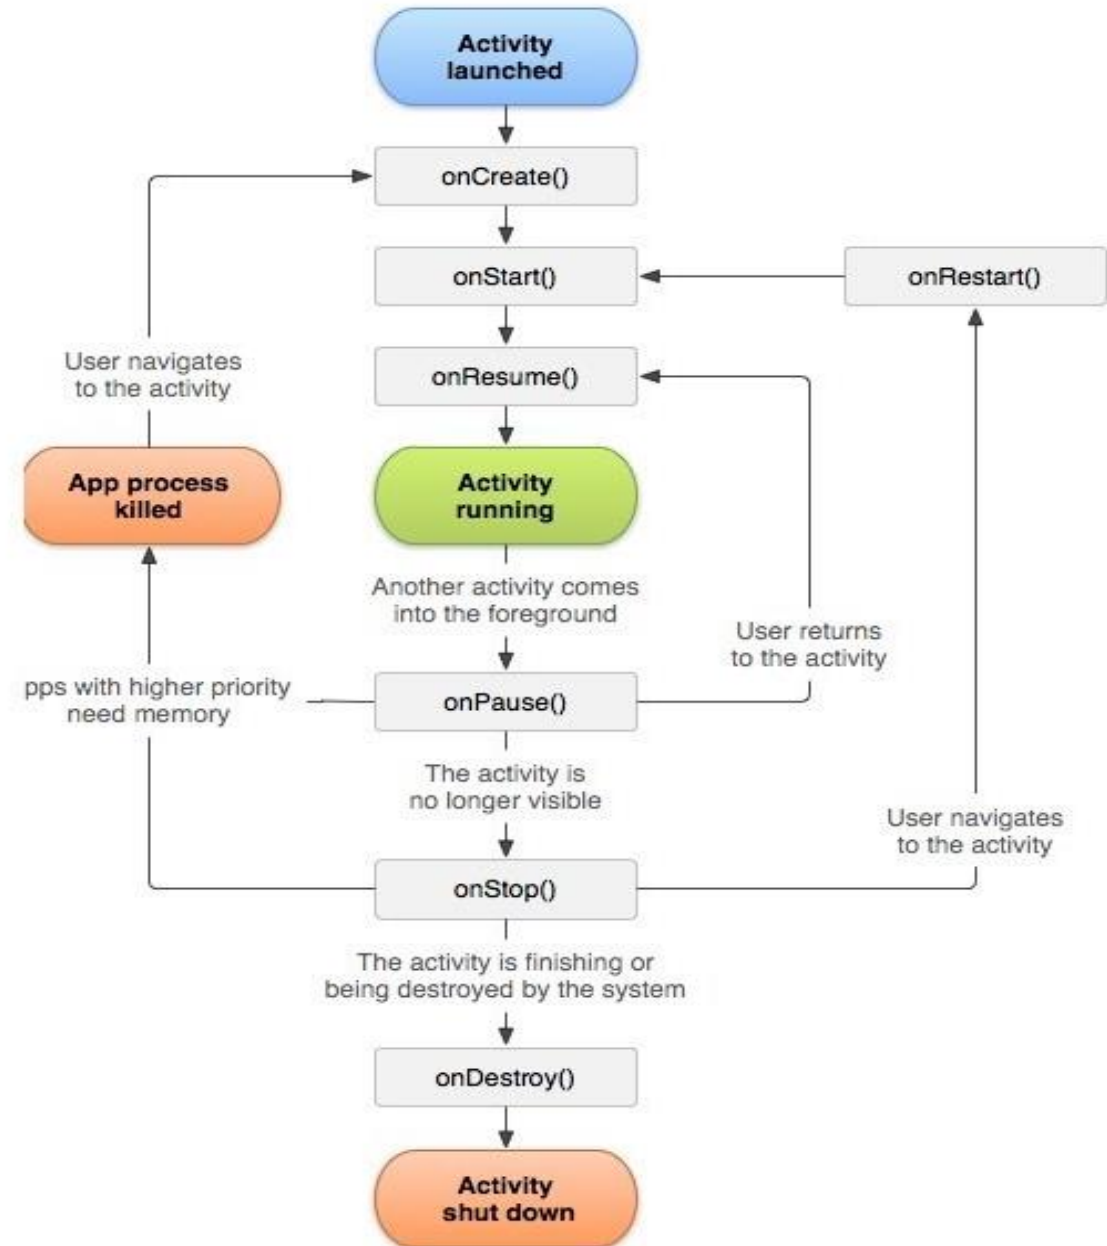 Activity
launched
onCreate()
onStart()
onRestart()
User navigates
to the activity
onResume()
App process
killed
Activity
running
Another activity comes
into the foreground
User returns
to the activity
pps with higher priority
need memory
onPause()
The activity is
no longer visible
User navigates
to the activity
onStop()
The activity is finishing or
being destroyed by the system
onDestroy()
Activity
shut down